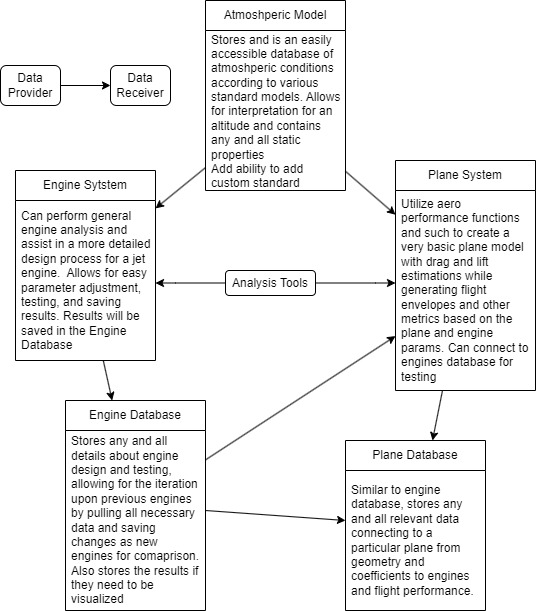 Atmoshperic Model
Stores and is an easily
accessible database of
atmoshperic conditions
according to various
standard models. Allows
for interpretation for an
altitude and contains
any and all static
properties
Add ability to add
custom standard
Data
Provider
Data
Receiver
Engine Sytstem
Can perform general
engine analysis and
assist in a more detailed
design process for a jet
engine.  Allows for easy
parameter adjustment,
testing, and saving
results. Results will be
saved in the Engine
Database
Analysis Tools
Plane System
Utilize aero
performance functions
and such to create a
very basic plane model
with drag and lift
estimations while
generating flight
envelopes and other
metrics based on the
plane and engine
params. Can connect to
engines database for
testing
Engine Database
Stores any and all
details about engine
design and testing,
allowing for the iteration
upon previous engines
by pulling all necessary
data and saving
changes as new
engines for comaprison.
Also stores the results if
they need to be
visualized
Plane Database
Similar to engine
database, stores any
and all relevant data
connecting to a
particular plane from
geometry and
coefficients to engines
and flight performance.